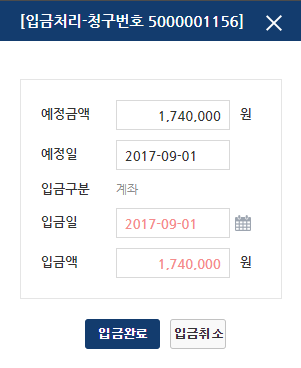 [입금처리-청구번호 5000001156]
예정금액 1,740,000 원
예정일 2017-09-01
입금구분 계좌
입금일 2017-09-01
입금액 1,740,000 원
입금완료 입금취소